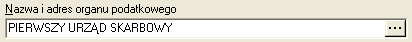 Nazwa i adres organu podatkowego
PIERWSZY URZĄD SKARBOWY